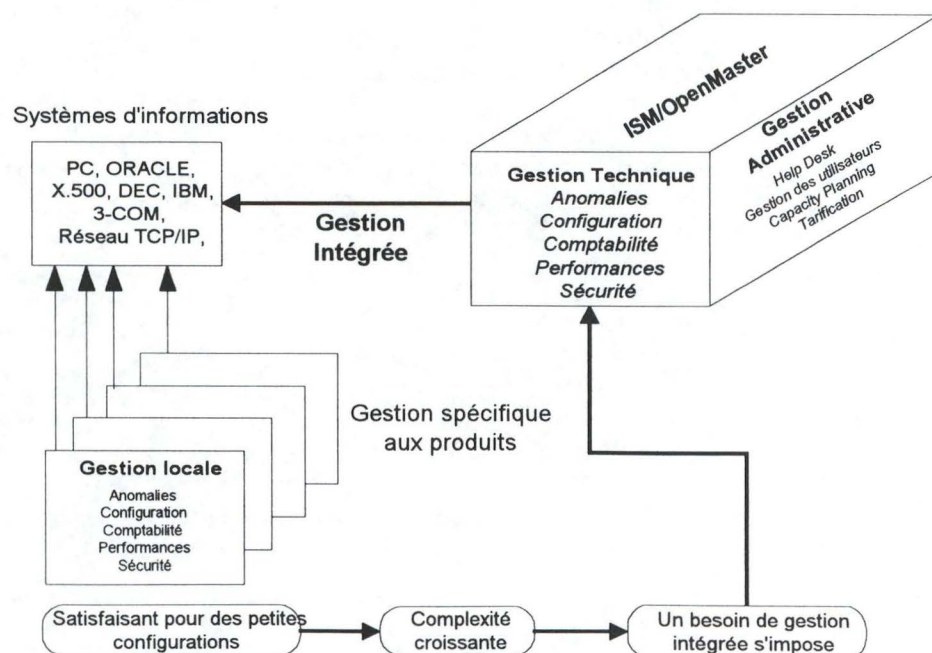 Systèmes d'informations
PC, ORACLE,
X.500, DEC, IBM,
3-COM,
Réseau TCP/IP,
Gestion
Intégrée
ISM/OpenMaster
Gestion Technique
Anomalies
Configuration
Comptabilité
Performances
Sécurité
Gestion
Administrative
Help Desk
Gestion des utilisateurs
Capacity Planning
Tarification
Gestion spécifique
aux produits
Gestion locale
Anomalies
Configuration
Comptabilité
Performances
Sécurité
Satisfaisant pour des petites
configurations
Complexité
croissante
Un besoin de gestion
intégrée s'impose